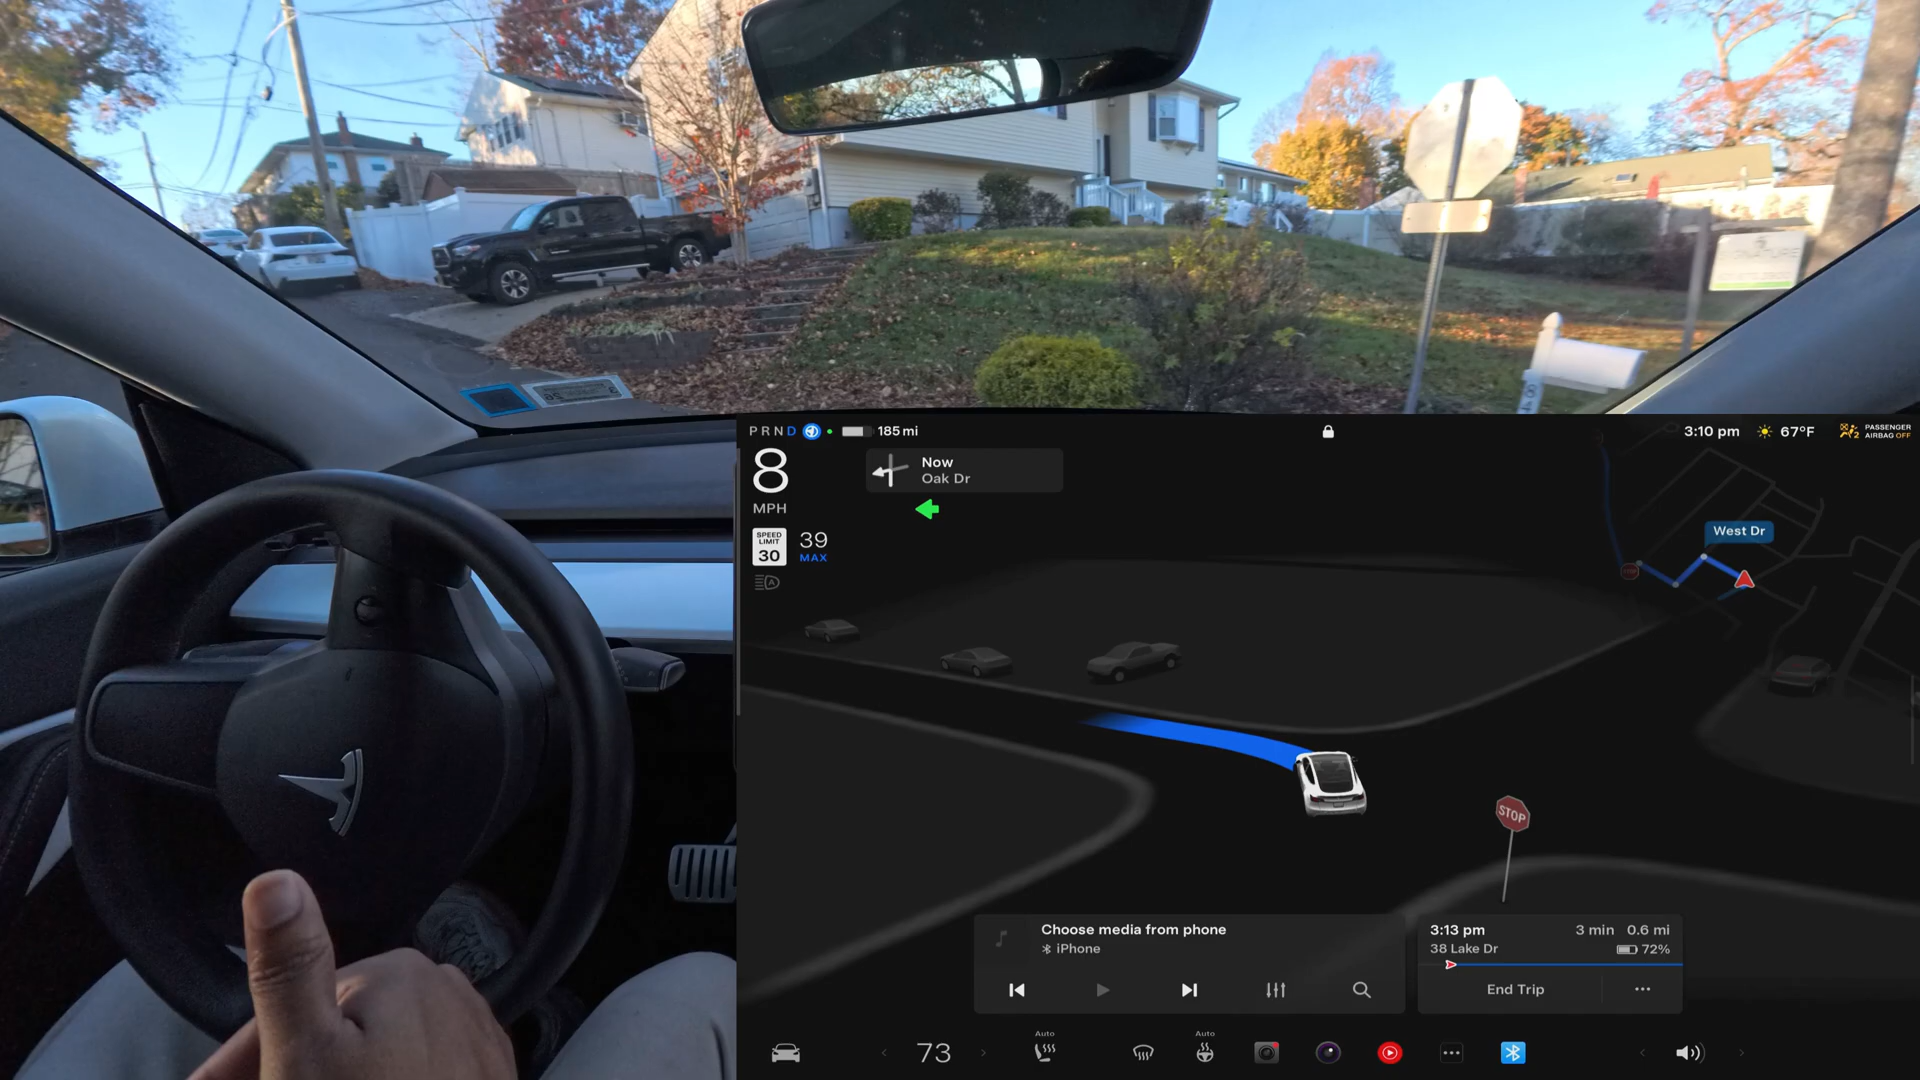 PRND
185 mi
3:10 pm
67°F
PASSENGER
AIRBAG OFF
8
MPH
Now
Oak Dr
SPEED
LIMIT
30
39
MAX
A
West Dr
STOP
STOP
Choose media from phone
iPhone
3:13 pm
3 min
0.6 mi
38 Lake Dr
72%
End Trip
Auto
Auto
73
84